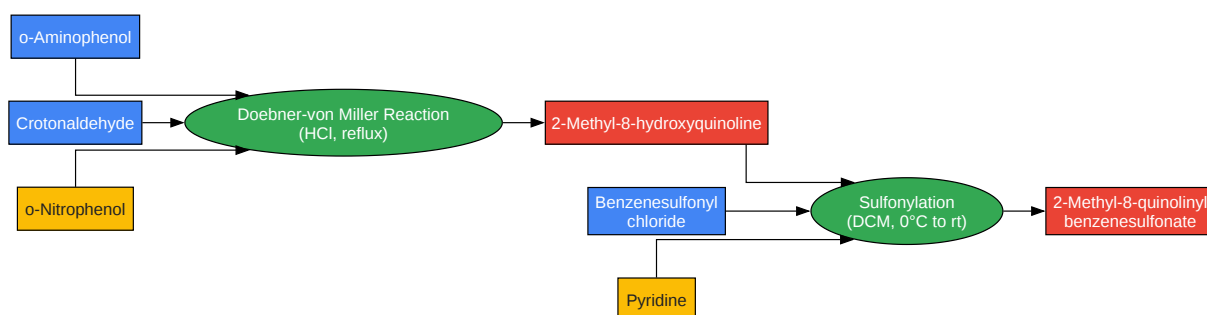 o-Aminophenol
Crotonaldehyde
o-Nitrophenol
Doebner-von Miller Reaction
(HCl, reflux)
2-Methyl-8-hydroxyquinoline
Benzenesulfonyl
chloride
Pyridine
Sulfonylation
(DCM, 0°C to rt)
2-Methyl-8-quinolinyl
benzenesulfonate